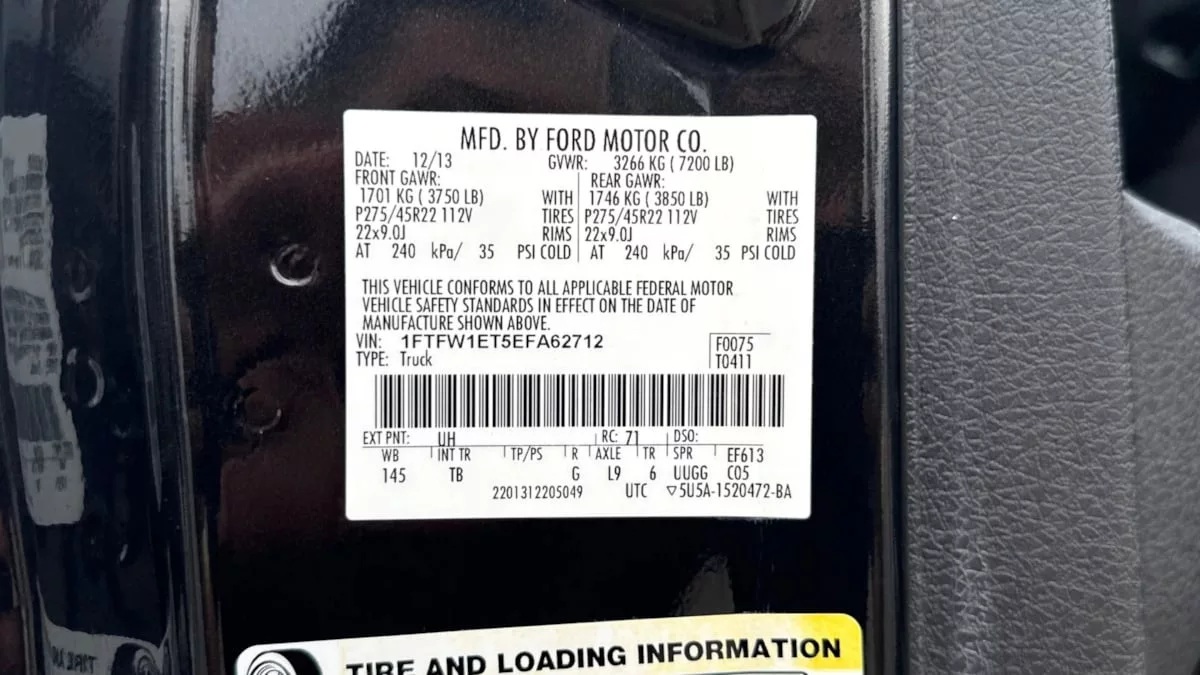 MFD. BY FORD MOTOR CO.
DATE: 12/13 GVWR: 3266 KG ( 7200 LB)
FRONT GAWR: REAR GAWR:
1701 KG ( 3750 LB) WITH 1746 KG ( 3850 LB) WITH
P275/45R22 112V TIRES P275/45R22 112V TIRES
22x9.0J RIMS 22x9.0J RIMS
AT 240 kPa/ 35 PSI COLD AT 240 kPa/ 35 PSI COLD
THIS VEHICLE CONFORMS TO ALL APPLICABLE FEDERAL MOTOR
VEHICLE SAFETY STANDARDS IN EFFECT ON THE DATE OF
MANUFACTURE SHOWN ABOVE.
VIN: 1FTFW1ET5EFA62712 F0075
TYPE: Truck T0411
EXT PNT: UH RC: 71 DSO:
WB INT TR TP/PS R AXLE TR SPR EF613
145 TB G L9 6 UUGG C05
2201312205049 UTC ▽5U5A-1520472-BA
TIRE AND LOADING INFORMATION